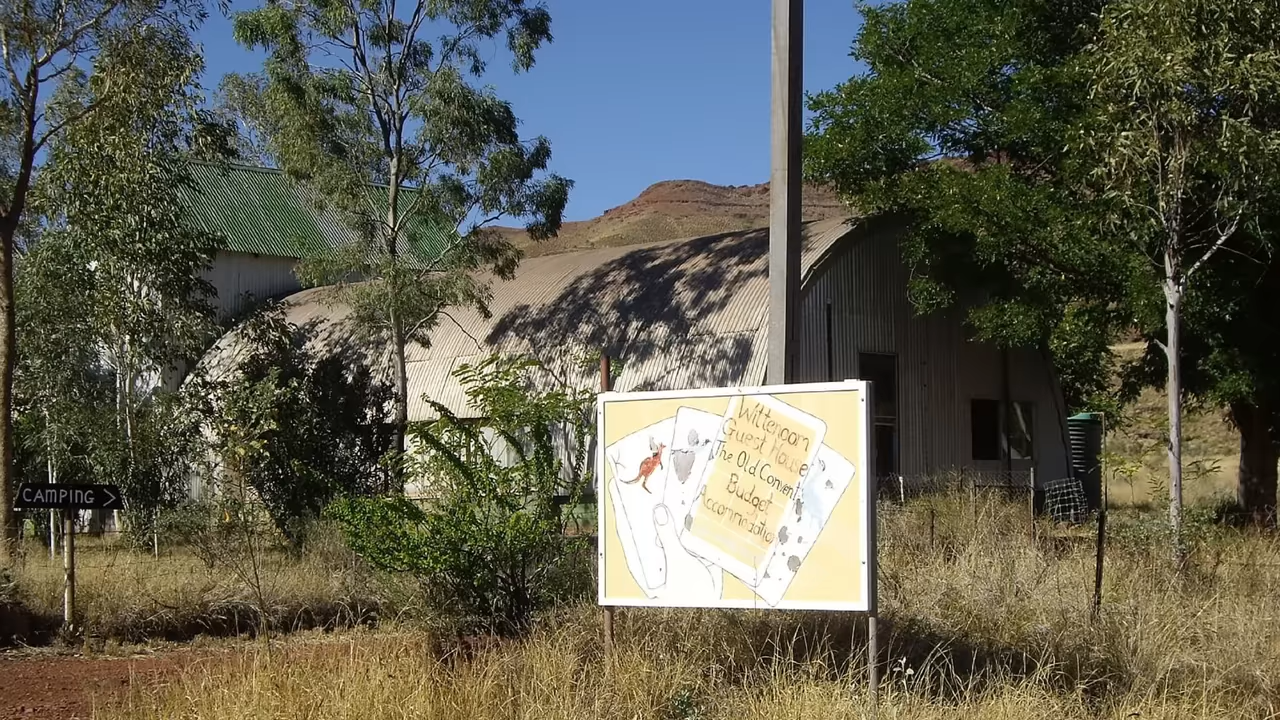 CAMPING >
Wittenoom
Guest House
The Old Convent
Budget
Accommodation